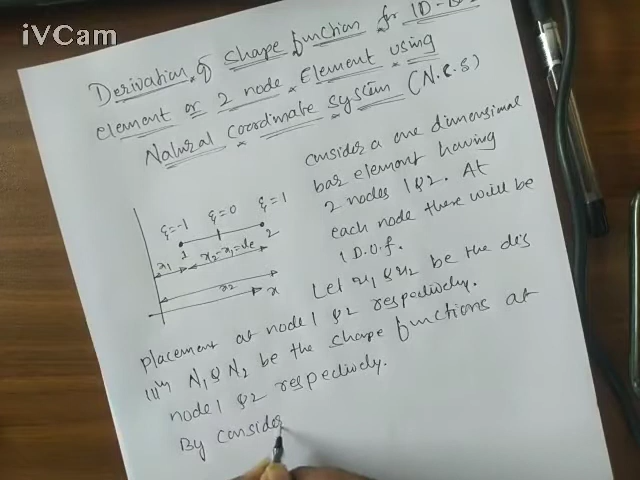 iVCam
Derivation of shape function for 1D-Bar
element or 2 node element using
Natural coordinate system (N.C.S)
consider a one dimensional
bar element having
2 nodes 1 & 2. At
each node there will be
1 D.O.F.
ξ=-1 ξ=0 ξ=1
1 2
x1 x2-x1=le
x2
x
Let u1 & u2 be the dis
placement at node 1 & 2 respectively.
|||ly N1 & N2 be the shape functions at
node 1 & 2 respectively.
By consider